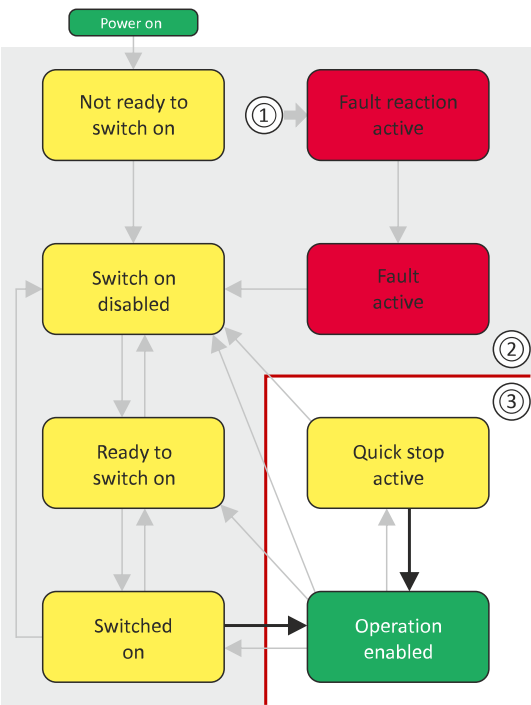 Power on
Not ready to
switch on
①
Fault reaction
active
Switch on
disabled
Fault
active
②
③
Ready to
switch on
Quick stop
active
Switched
on
Operation
enabled